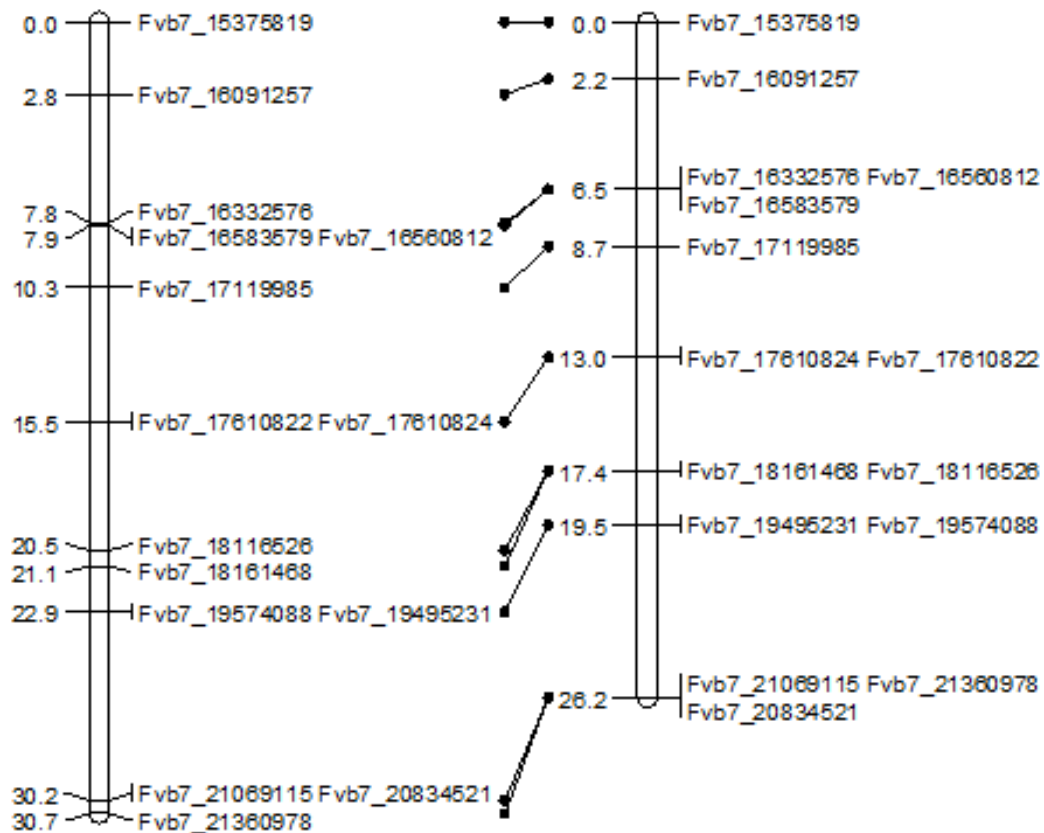 0.0 Fvb7_15375819
2.8 Fvb7_16091257
7.8 Fvb7_16332576
7.9 Fvb7_16583579 Fvb7_16560812
10.3 Fvb7_17119985
15.5 Fvb7_17610822 Fvb7_17610824
20.5 Fvb7_18116526
21.1 Fvb7_18161468
22.9 Fvb7_19574088 Fvb7_19495231
30.2 Fvb7_21069115 Fvb7_20834521
30.7 Fvb7_21360978
0.0 Fvb7_15375819
2.2 Fvb7_16091257
6.5 Fvb7_16332576 Fvb7_16560812
Fvb7_16583579
8.7 Fvb7_17119985
13.0 Fvb7_17610824 Fvb7_17610822
17.4 Fvb7_18161468 Fvb7_18116526
19.5 Fvb7_19495231 Fvb7_19574088
26.2 Fvb7_21069115 Fvb7_21360978
Fvb7_20834521